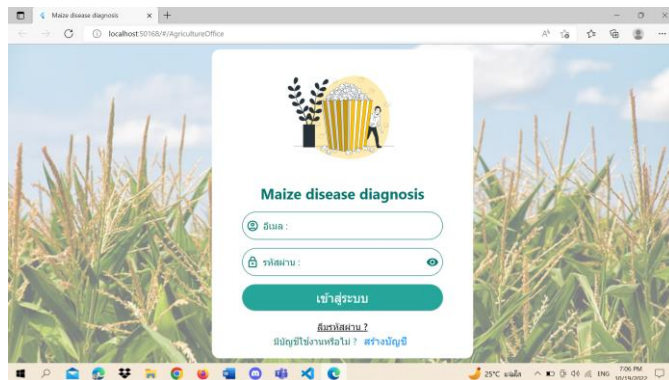 Maize disease diagnosis
localhost:50168/#/AgricultureOffice
Maize disease diagnosis
อีเมล :
รหัสผ่าน :
เข้าสู่ระบบ
ลืมรหัสผ่าน ?
มีบัญชีใช้งานหรือไม่ ? สร้างบัญชี
25°C ENG 7:06 PM
10/19/2022